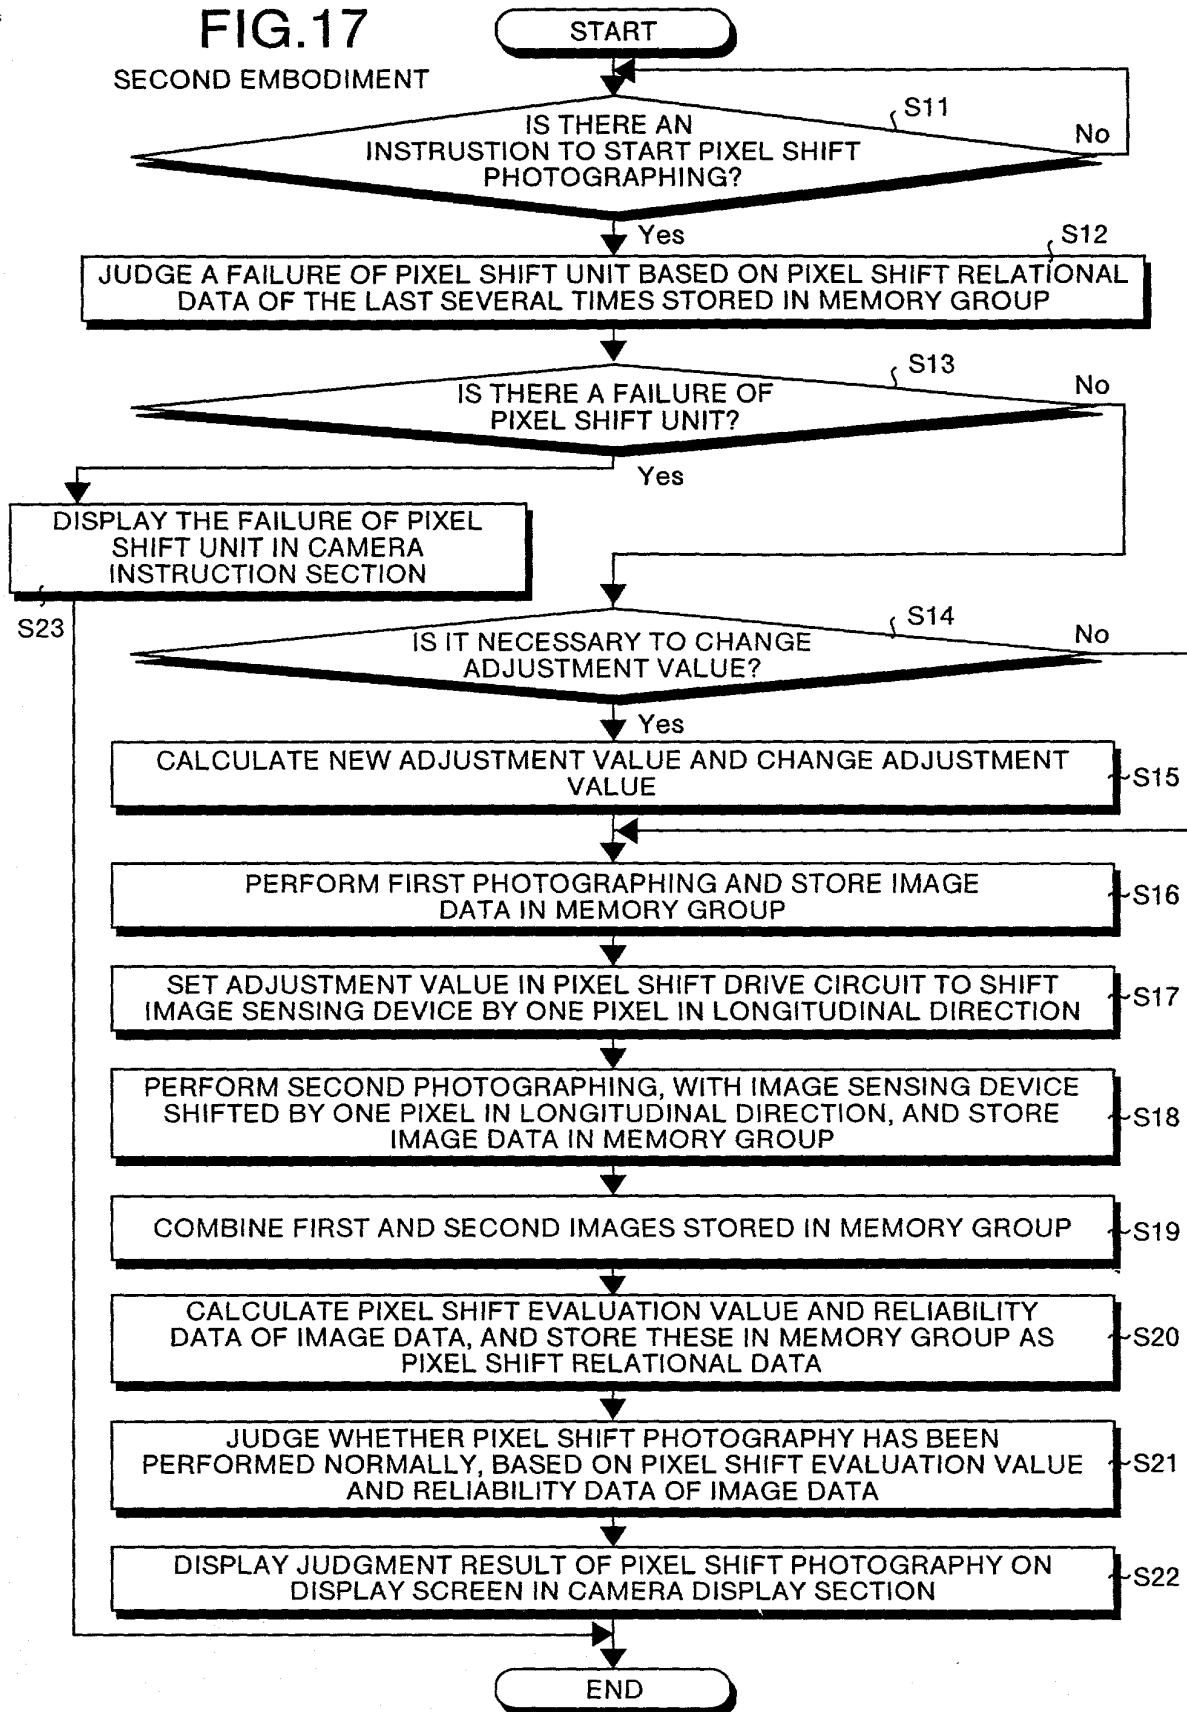 FIG.17
SECOND EMBODIMENT
START
S11
IS THERE AN
INSTRUSTION TO START PIXEL SHIFT
PHOTOGRAPHING?
No
Yes
S12
JUDGE A FAILURE OF PIXEL SHIFT UNIT BASED ON PIXEL SHIFT RELATIONAL
DATA OF THE LAST SEVERAL TIMES STORED IN MEMORY GROUP
S13
IS THERE A FAILURE OF
PIXEL SHIFT UNIT?
No
Yes
DISPLAY THE FAILURE OF PIXEL
SHIFT UNIT IN CAMERA
INSTRUCTION SECTION
S23
S14
IS IT NECESSARY TO CHANGE
ADJUSTMENT VALUE?
No
Yes
CALCULATE NEW ADJUSTMENT VALUE AND CHANGE ADJUSTMENT
VALUE
S15
PERFORM FIRST PHOTOGRAPHING AND STORE IMAGE
DATA IN MEMORY GROUP
S16
SET ADJUSTMENT VALUE IN PIXEL SHIFT DRIVE CIRCUIT TO SHIFT
IMAGE SENSING DEVICE BY ONE PIXEL IN LONGITUDINAL DIRECTION
S17
PERFORM SECOND PHOTOGRAPHING, WITH IMAGE SENSING DEVICE
SHIFTED BY ONE PIXEL IN LONGITUDINAL DIRECTION, AND STORE
IMAGE DATA IN MEMORY GROUP
S18
COMBINE FIRST AND SECOND IMAGES STORED IN MEMORY GROUP
S19
CALCULATE PIXEL SHIFT EVALUATION VALUE AND RELIABILITY
DATA OF IMAGE DATA, AND STORE THESE IN MEMORY GROUP AS
PIXEL SHIFT RELATIONAL DATA
S20
JUDGE WHETHER PIXEL SHIFT PHOTOGRAPHY HAS BEEN
PERFORMED NORMALLY, BASED ON PIXEL SHIFT EVALUATION VALUE
AND RELIABILITY DATA OF IMAGE DATA
S21
DISPLAY JUDGMENT RESULT OF PIXEL SHIFT PHOTOGRAPHY ON
DISPLAY SCREEN IN CAMERA DISPLAY SECTION
S22
END